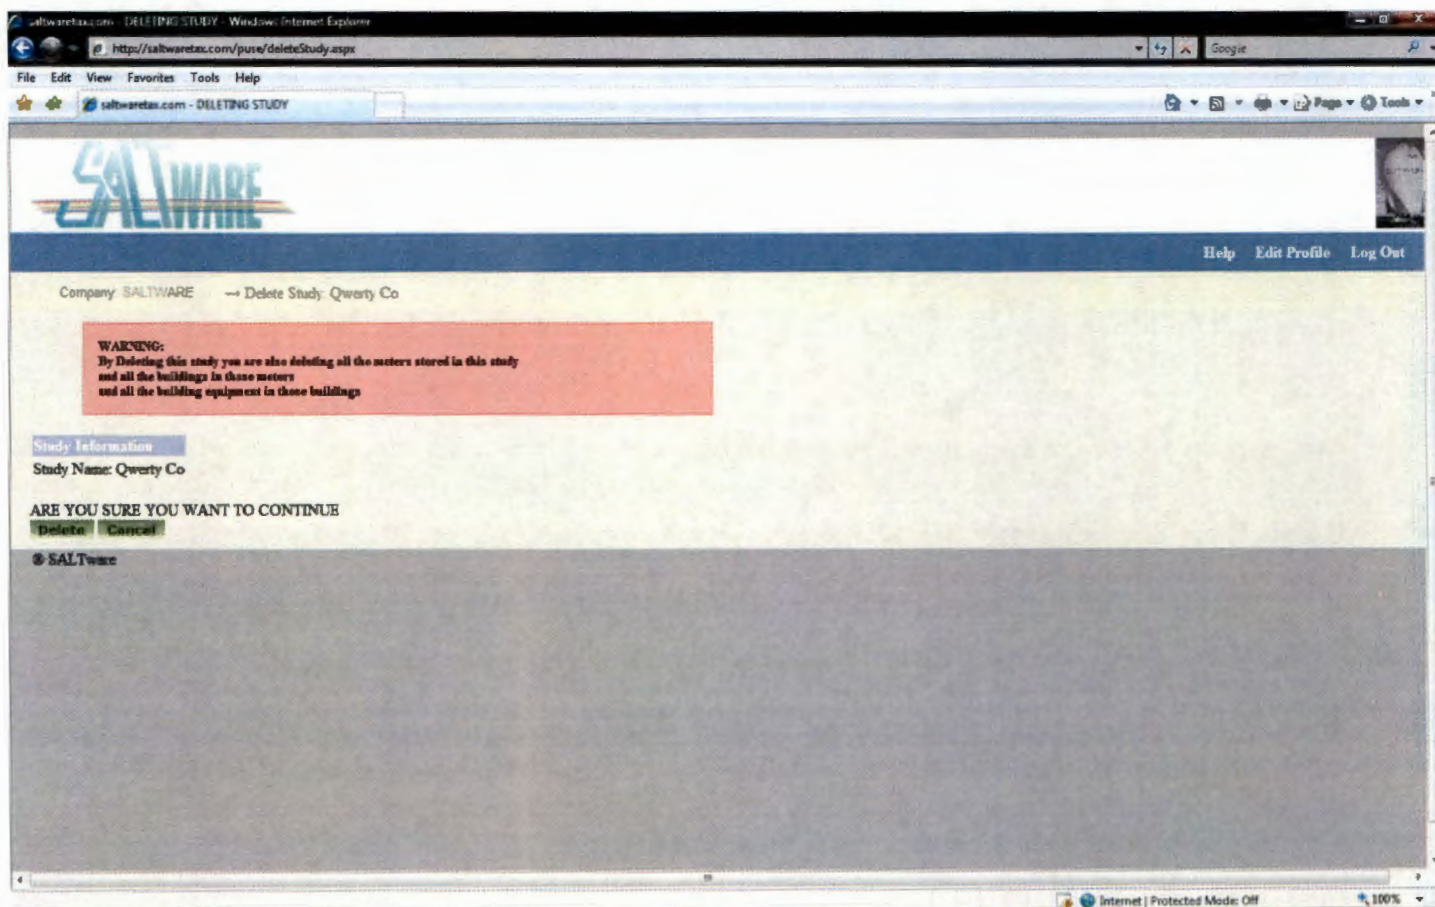 saltwaretax.com - DELETING STUDY - Windows Internet Explorer
http://saltwaretax.com/puse/deleteStudy.aspx
Google
File Edit View Favorites Tools Help
saltwaretax.com - DELETING STUDY
Page Tools
SALTWARE
Help Edit Profile Log Out
Company: SALTWARE → Delete Study: Qwerty Co
WARNING:
By Deleting this study you are also deleting all the meters stored in this study
and all the buildings in those meters
and all the building equipment in those buildings
Study Information
Study Name: Qwerty Co
ARE YOU SURE YOU WANT TO CONTINUE
Delete Cancel
® SALTware
Internet | Protected Mode: Off
100%